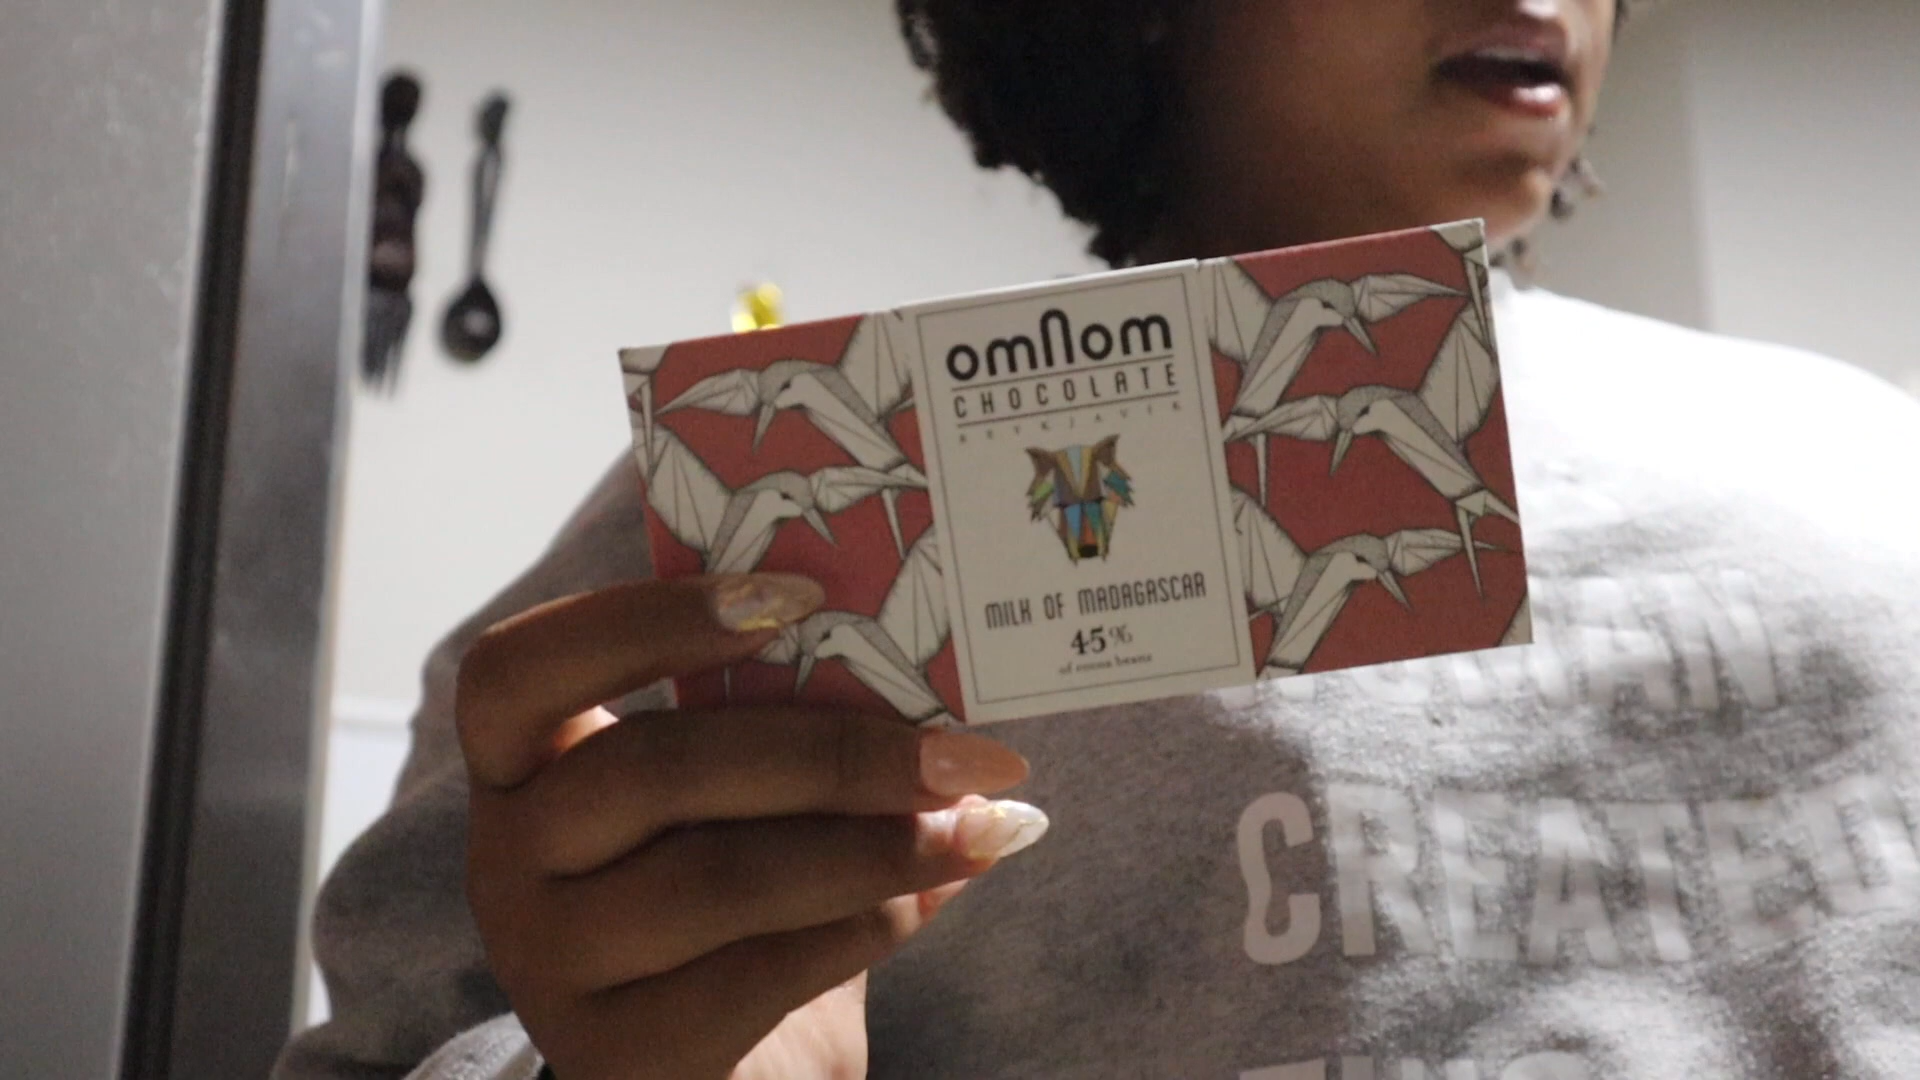 omnom
CHOCOLATE
REYKJAVIK
MILK OF MADAGASCAR
45%
of cocoa beans
CREATED